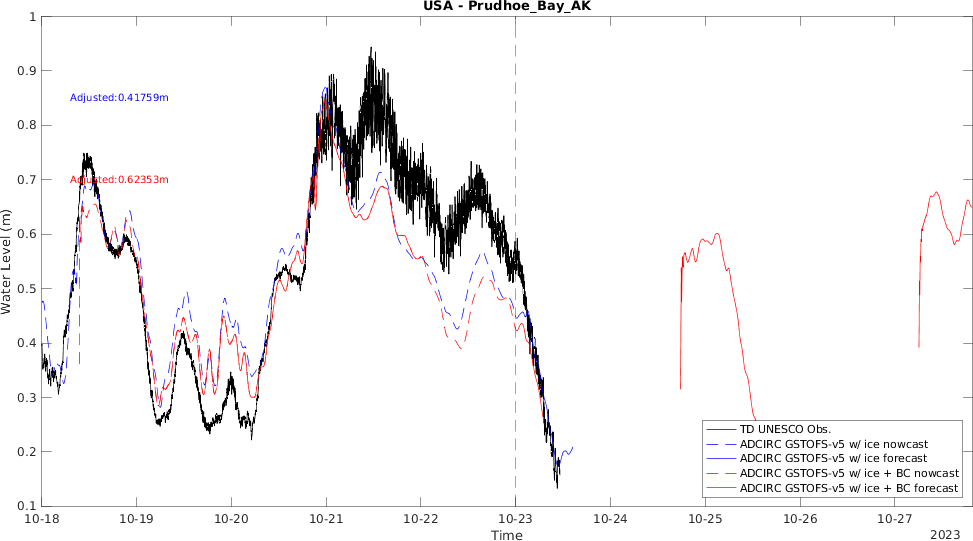 USA - Prudhoe_Bay_AK
1
0.9
0.8
0.7
0.6
0.5
0.4
0.3
0.2
0.1
Water Level (m)
Adjusted:0.41759m
Adjusted:0.62353m
TD UNESCO Obs.
ADCIRC GSTOFS-v5 w/ ice nowcast
ADCIRC GSTOFS-v5 w/ ice forecast
ADCIRC GSTOFS-v5 w/ ice + BC nowcast
ADCIRC GSTOFS-v5 w/ ice + BC forecast
10-18 10-19 10-20 10-21 10-22 10-23 10-24 10-25 10-26 10-27
Time
2023